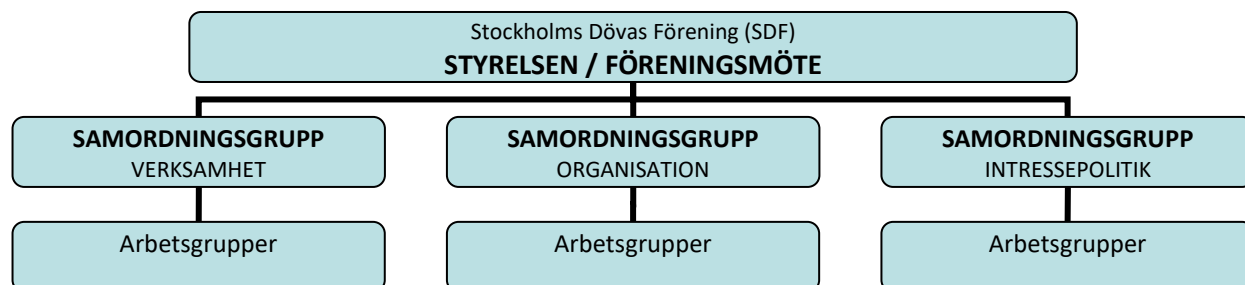 Stockholms Dövas Förening (SDF)
STYRELSEN / FÖRENINGSMÖTE
SAMORDNINGSGRUPP
VERKSAMHET
SAMORDNINGSGRUPP
ORGANISATION
SAMORDNINGSGRUPP
INTRESSEPOLITIK
Arbetsgrupper
Arbetsgrupper
Arbetsgrupper